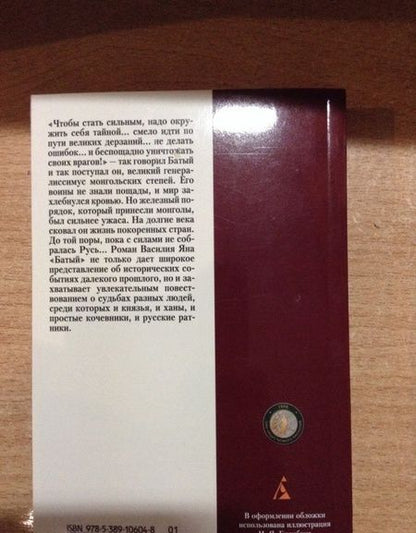 «Чтобы стать сильным, надо окру-
жить себя тайной... смело идти по
пути великих дерзаний... не делать
ошибок... и беспощадно уничтожать
своих врагов!» — так говорил Батый
и так поступал он, великий генера-
лиссимус монгольских степей. Его
воины не знали пощады, и мир за-
хлебнулся кровью. Но железный по-
рядок, который принесли монголы,
был сильнее ужаса. На долгие века
сковал он жизнь покоренных стран.
До той поры, пока с силами не соб-
ралась Русь... Роман Василия Яна
«Батый» не только дает широкое
представление об исторических со-
бытиях далекого прошлого, но и за-
хватывает увлекательным повест-
вованием о судьбах разных людей,
среди которых и князья, и ханы, и
простые кочевники, и русские рат-
ники.
ISBN 978-5-389-10604-8 01
В оформлении обложки
использована иллюстрация